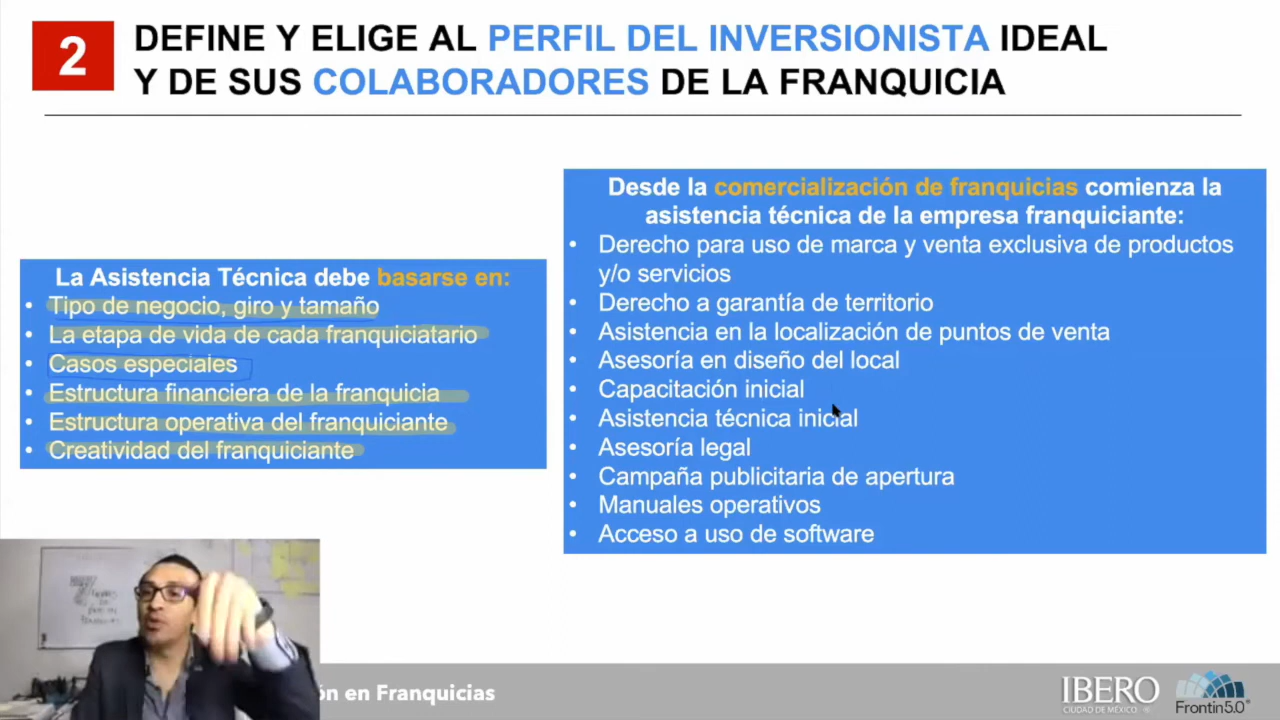 2
DEFINE Y ELIGE AL PERFIL DEL INVERSIONISTA IDEAL
Y DE SUS COLABORADORES DE LA FRANQUICIA
La Asistencia Técnica debe basarse en:
• Tipo de negocio, giro y tamaño
• La etapa de vida de cada franquiciatario
• Casos especiales
• Estructura financiera de la franquicia
• Estructura operativa del franquiciante
• Creatividad del franquiciante
Desde la comercialización de franquicias comienza la
asistencia técnica de la empresa franquiciante:
• Derecho para uso de marca y venta exclusiva de productos
y/o servicios
• Derecho a garantía de territorio
• Asistencia en la localización de puntos de venta
• Asesoría en diseño del local
• Capacitación inicial
• Asistencia técnica inicial
• Asesoría legal
• Campaña publicitaria de apertura
• Manuales operativos
• Acceso a uso de software
ón en Franquicias
IBERO
CIUDAD DE MÉXICO ®
Frontin5.0